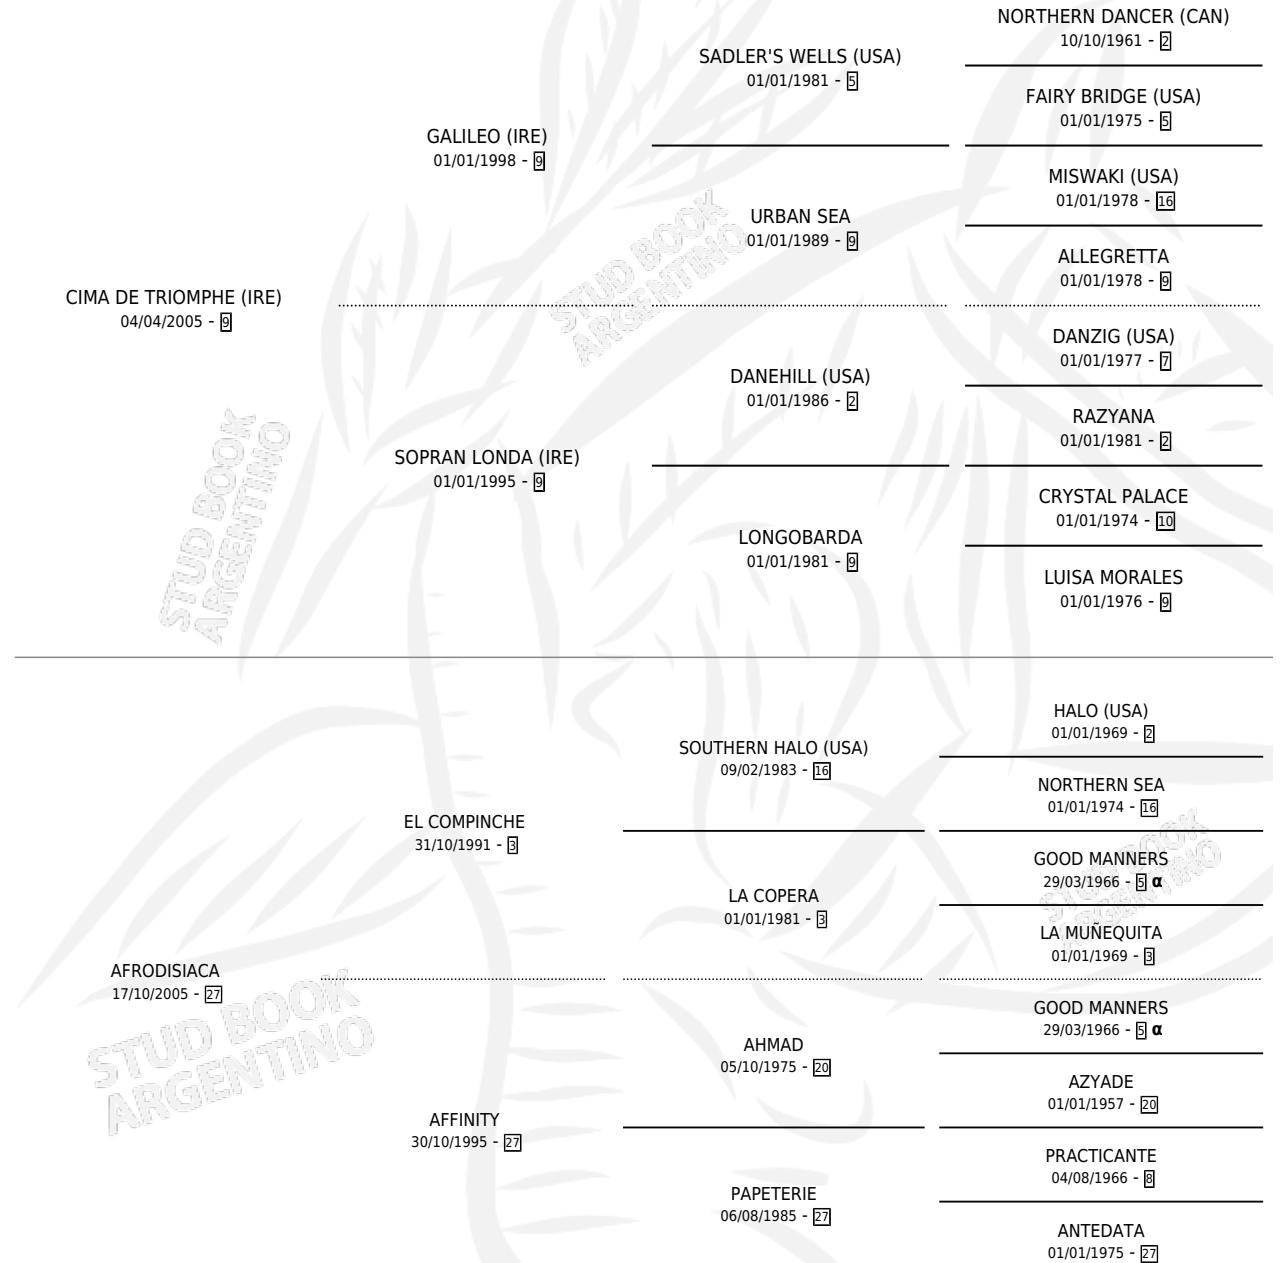 NORTHERN DANCER (CAN)
10/10/1961 - 2
SADLER'S WELLS (USA)
01/01/1981 - 5
FAIRY BRIDGE (USA)
01/01/1975 - 5
GALILEO (IRE)
01/01/1998 - 9
MISWAKI (USA)
01/01/1978 - 16
URBAN SEA
01/01/1989 - 9
ALLEGRETTA
01/01/1978 - 9
CIMA DE TRIOMPHE (IRE)
04/04/2005 - 9
DANZIG (USA)
01/01/1977 - 7
DANEHILL (USA)
01/01/1986 - 2
RAZYANA
01/01/1981 - 2
SOPRAN LONDA (IRE)
01/01/1995 - 9
CRYSTAL PALACE
01/01/1974 - 10
LONGOBARDA
01/01/1981 - 9
LUISA MORALES
01/01/1976 - 9
HALO (USA)
01/01/1969 - 2
SOUTHERN HALO (USA)
09/02/1983 - 16
NORTHERN SEA
01/01/1974 - 16
EL COMPINCHE
31/10/1991 - 3
GOOD MANNERS
29/03/1966 - 5 α
LA COPERA
01/01/1981 - 3
LA MUÑEQUITA
01/01/1969 - 3
AFRODISIACA
17/10/2005 - 27
GOOD MANNERS
29/03/1966 - 5 α
AHMAD
05/10/1975 - 20
AZYADE
01/01/1957 - 20
AFFINITY
30/10/1995 - 27
PRACTICANTE
04/08/1966 - 8
PAPETERIE
06/08/1985 - 27
ANTEDATA
01/01/1975 - 27
STUD BOOK
ARGENTINO
STUD BOOK
ARGENTINO
STUD BOOK
ARGENTINO
STUD BOOK
ARGENTINO